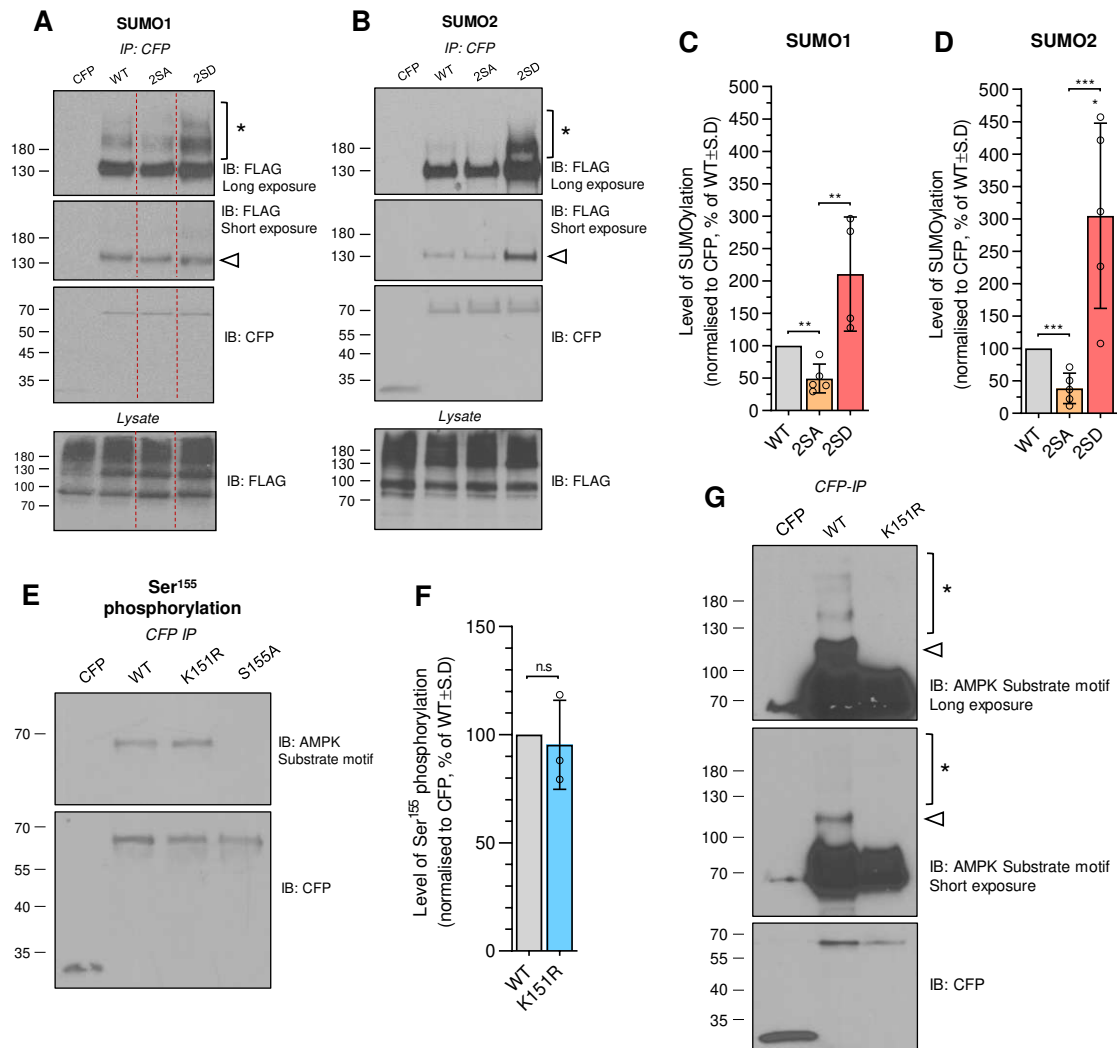 A
SUMO1
IP: CFP
CFP WT 2SA 2SD
*
180
130
IB: FLAG
Long exposure
IB: FLAG
Short exposure
180
130
70
50
45
35
IB: CFP
Lysate
180
130
100
70
IB: FLAG
B
SUMO2
IP: CFP
CFP WT 2SA 2SD
*
180
130
IB: FLAG
Long exposure
IB: FLAG
Short exposure
180
130
70
55
40
35
IB: CFP
Lysate
180
130
100
70
IB: FLAG
C
SUMO1
Level of SUMOylation
(normalised to CFP, % of WT±S.D)
500
450
400
350
300
250
200
150
100
50
0
**
**
WT 2SA 2SD
D
SUMO2
Level of SUMOylation
(normalised to CFP, % of WT±S.D)
500
450
400
350
300
250
200
150
100
50
0
***
*
***
WT 2SA 2SD
E
Ser155
phosphorylation
CFP IP
CFP WT K151R S155A
70
IB: AMPK
Substrate motif
70
55
40
35
IB: CFP
F
Level of Ser155 phosphorylation
(normalised to CFP, % of WT±S.D)
150
100
50
0
n.s
WT K151R
G
CFP-IP
CFP WT K151R
*
180
130
100
70
IB: AMPK Substrate motif
Long exposure
*
180
130
100
70
IB: AMPK Substrate motif
Short exposure
70
55
40
35
IB: CFP